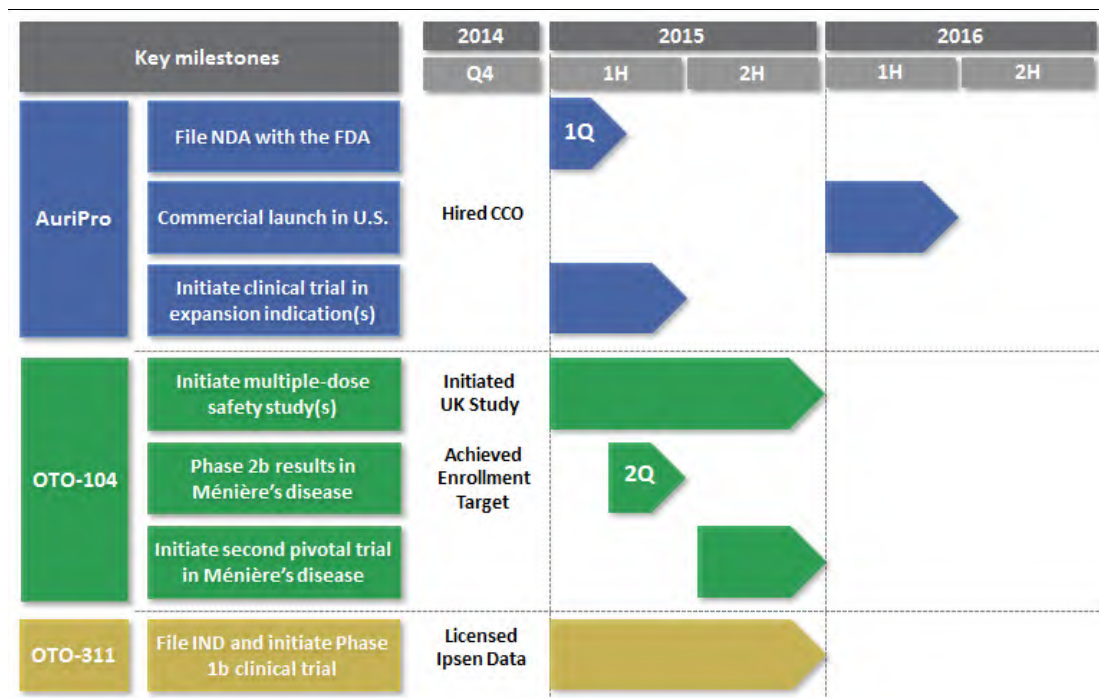 Key milestones
2014
2015
2016
Q4
1H
2H
1H
2H
AuriPro
File NDA with the FDA
1Q
Commercial launch in U.S.
Hired CCO
Initiate clinical trial in
expansion indication(s)
OTO-104
Initiate multiple-dose
safety study(s)
Initiated
UK Study
Phase 2b results in
Ménière's disease
Achieved
Enrollment
Target
2Q
Initiate second pivotal trial
in Ménière's disease
OTO-311
File IND and initiate Phase
1b clinical trial
Licensed
Ipsen Data